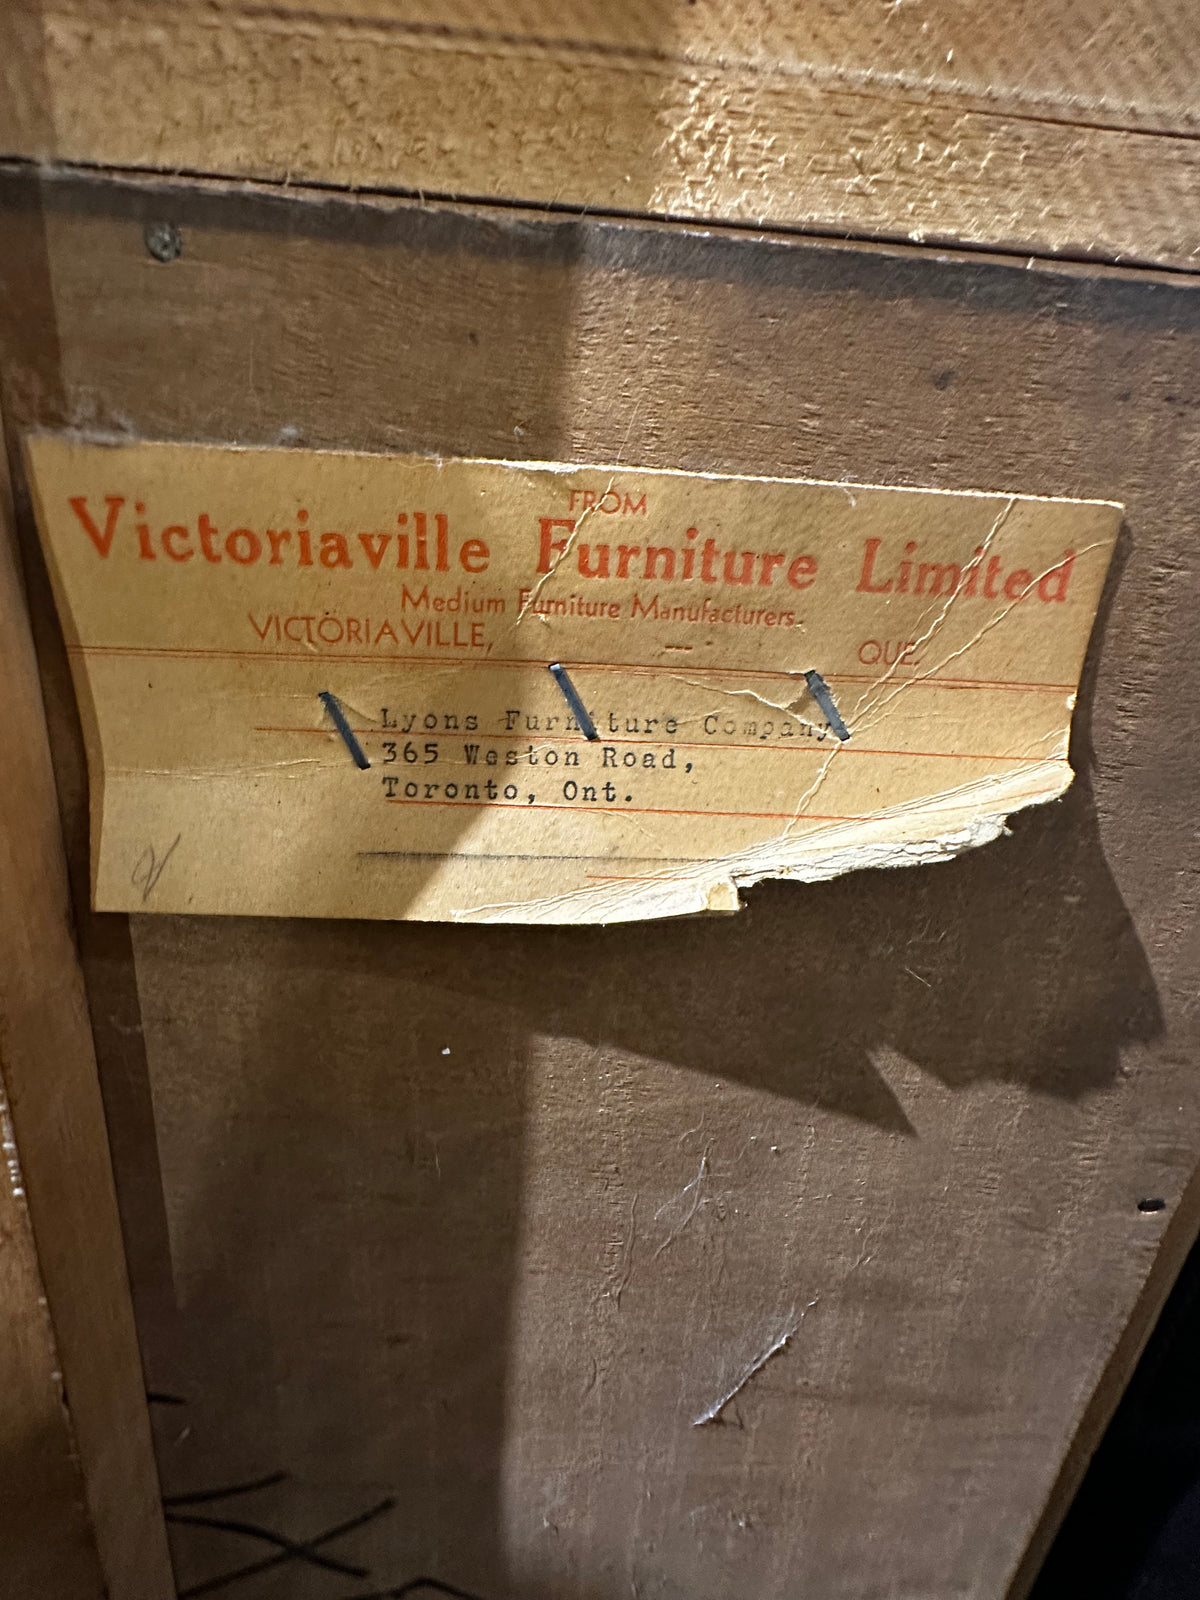 FROM
Victoriaville Furniture Limited
Medium Furniture Manufacturers.
VICTORIAVILLE, — QUE.
Lyons Furniture Company
365 Weston Road,
Toronto, Ont.